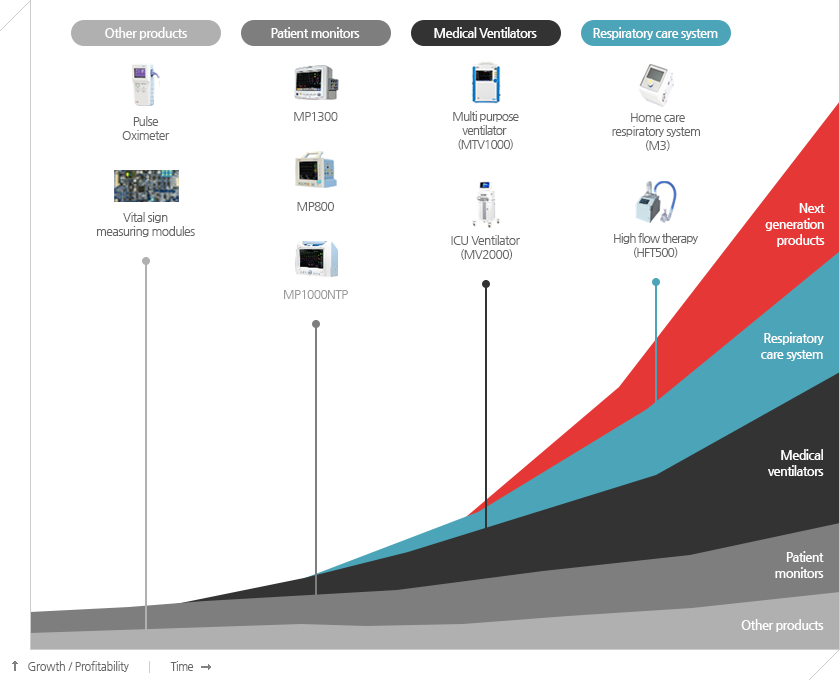 Other products
Patient monitors
Medical Ventilators
Respiratory care system
Pulse
Oximeter
Vital sign
measuring modules
MP1300
MP800
MP1000NTP
Multi purpose
ventilator
(MTV1000)
ICU Ventilator
(MV2000)
Home care
respiratory system
(M3)
High flow therapy
(HFT500)
Next
generation
products
Respiratory
care system
Medical
ventilators
Patient
monitors
Other products
↑ Growth / Profitability | Time →